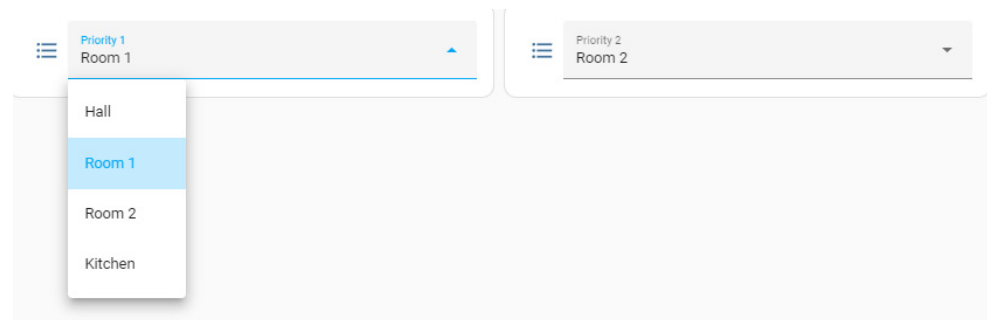 Priority 1
Room 1
Priority 2
Room 2
Hall
Room 1
Room 2
Kitchen